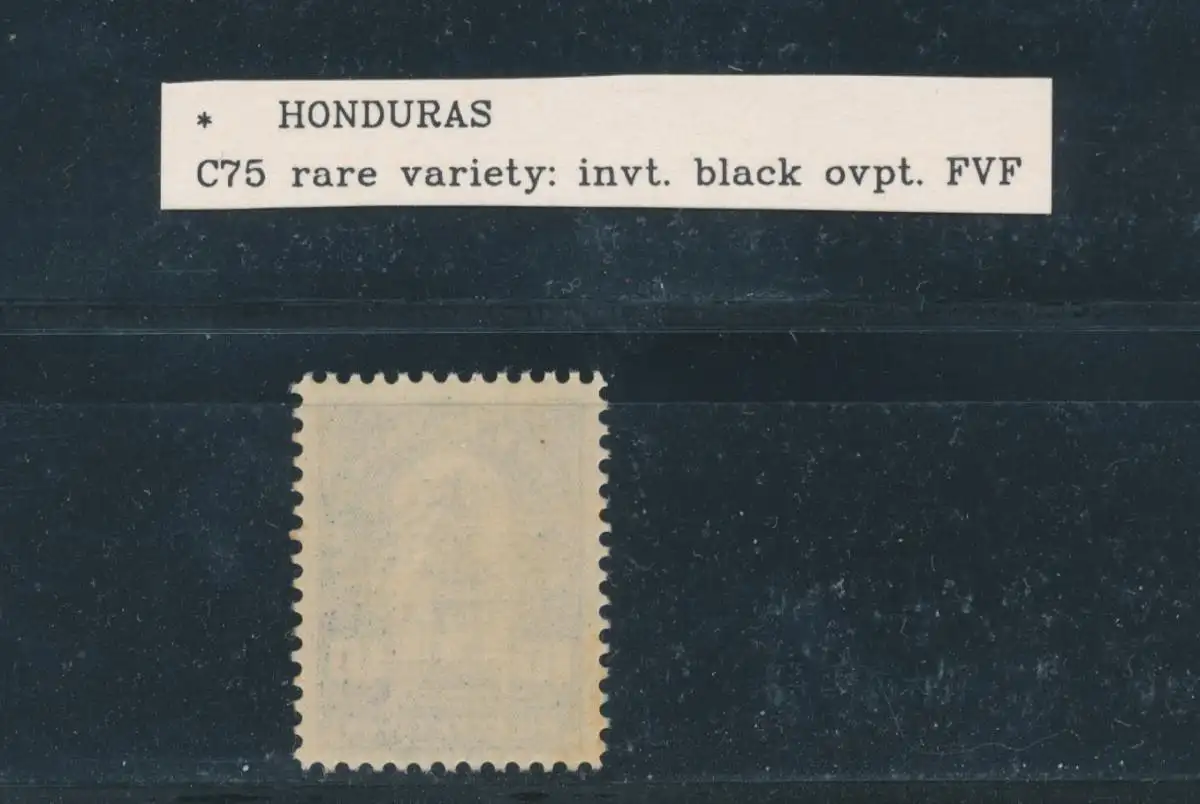 * HONDURAS
C75 rare variety: invt. black ovpt. FVF